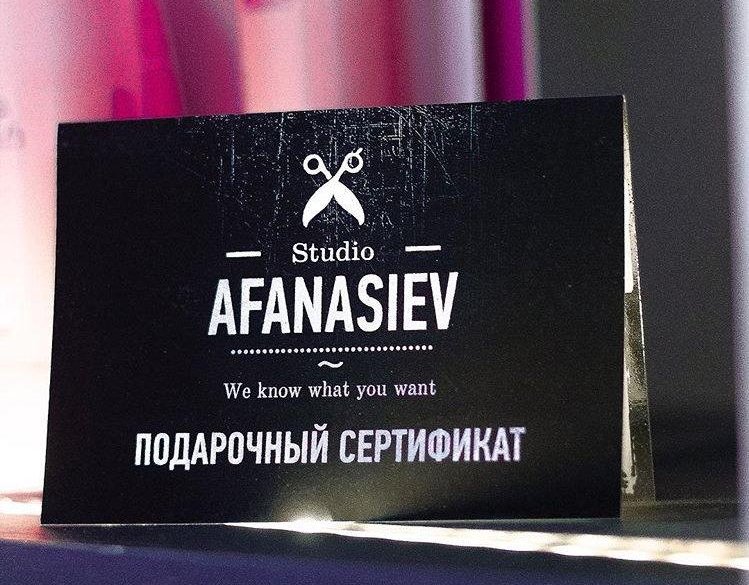 Studio
AFANASIEV
We know what you want
ПОДАРОЧНЫЙ СЕРТИФИКАТ